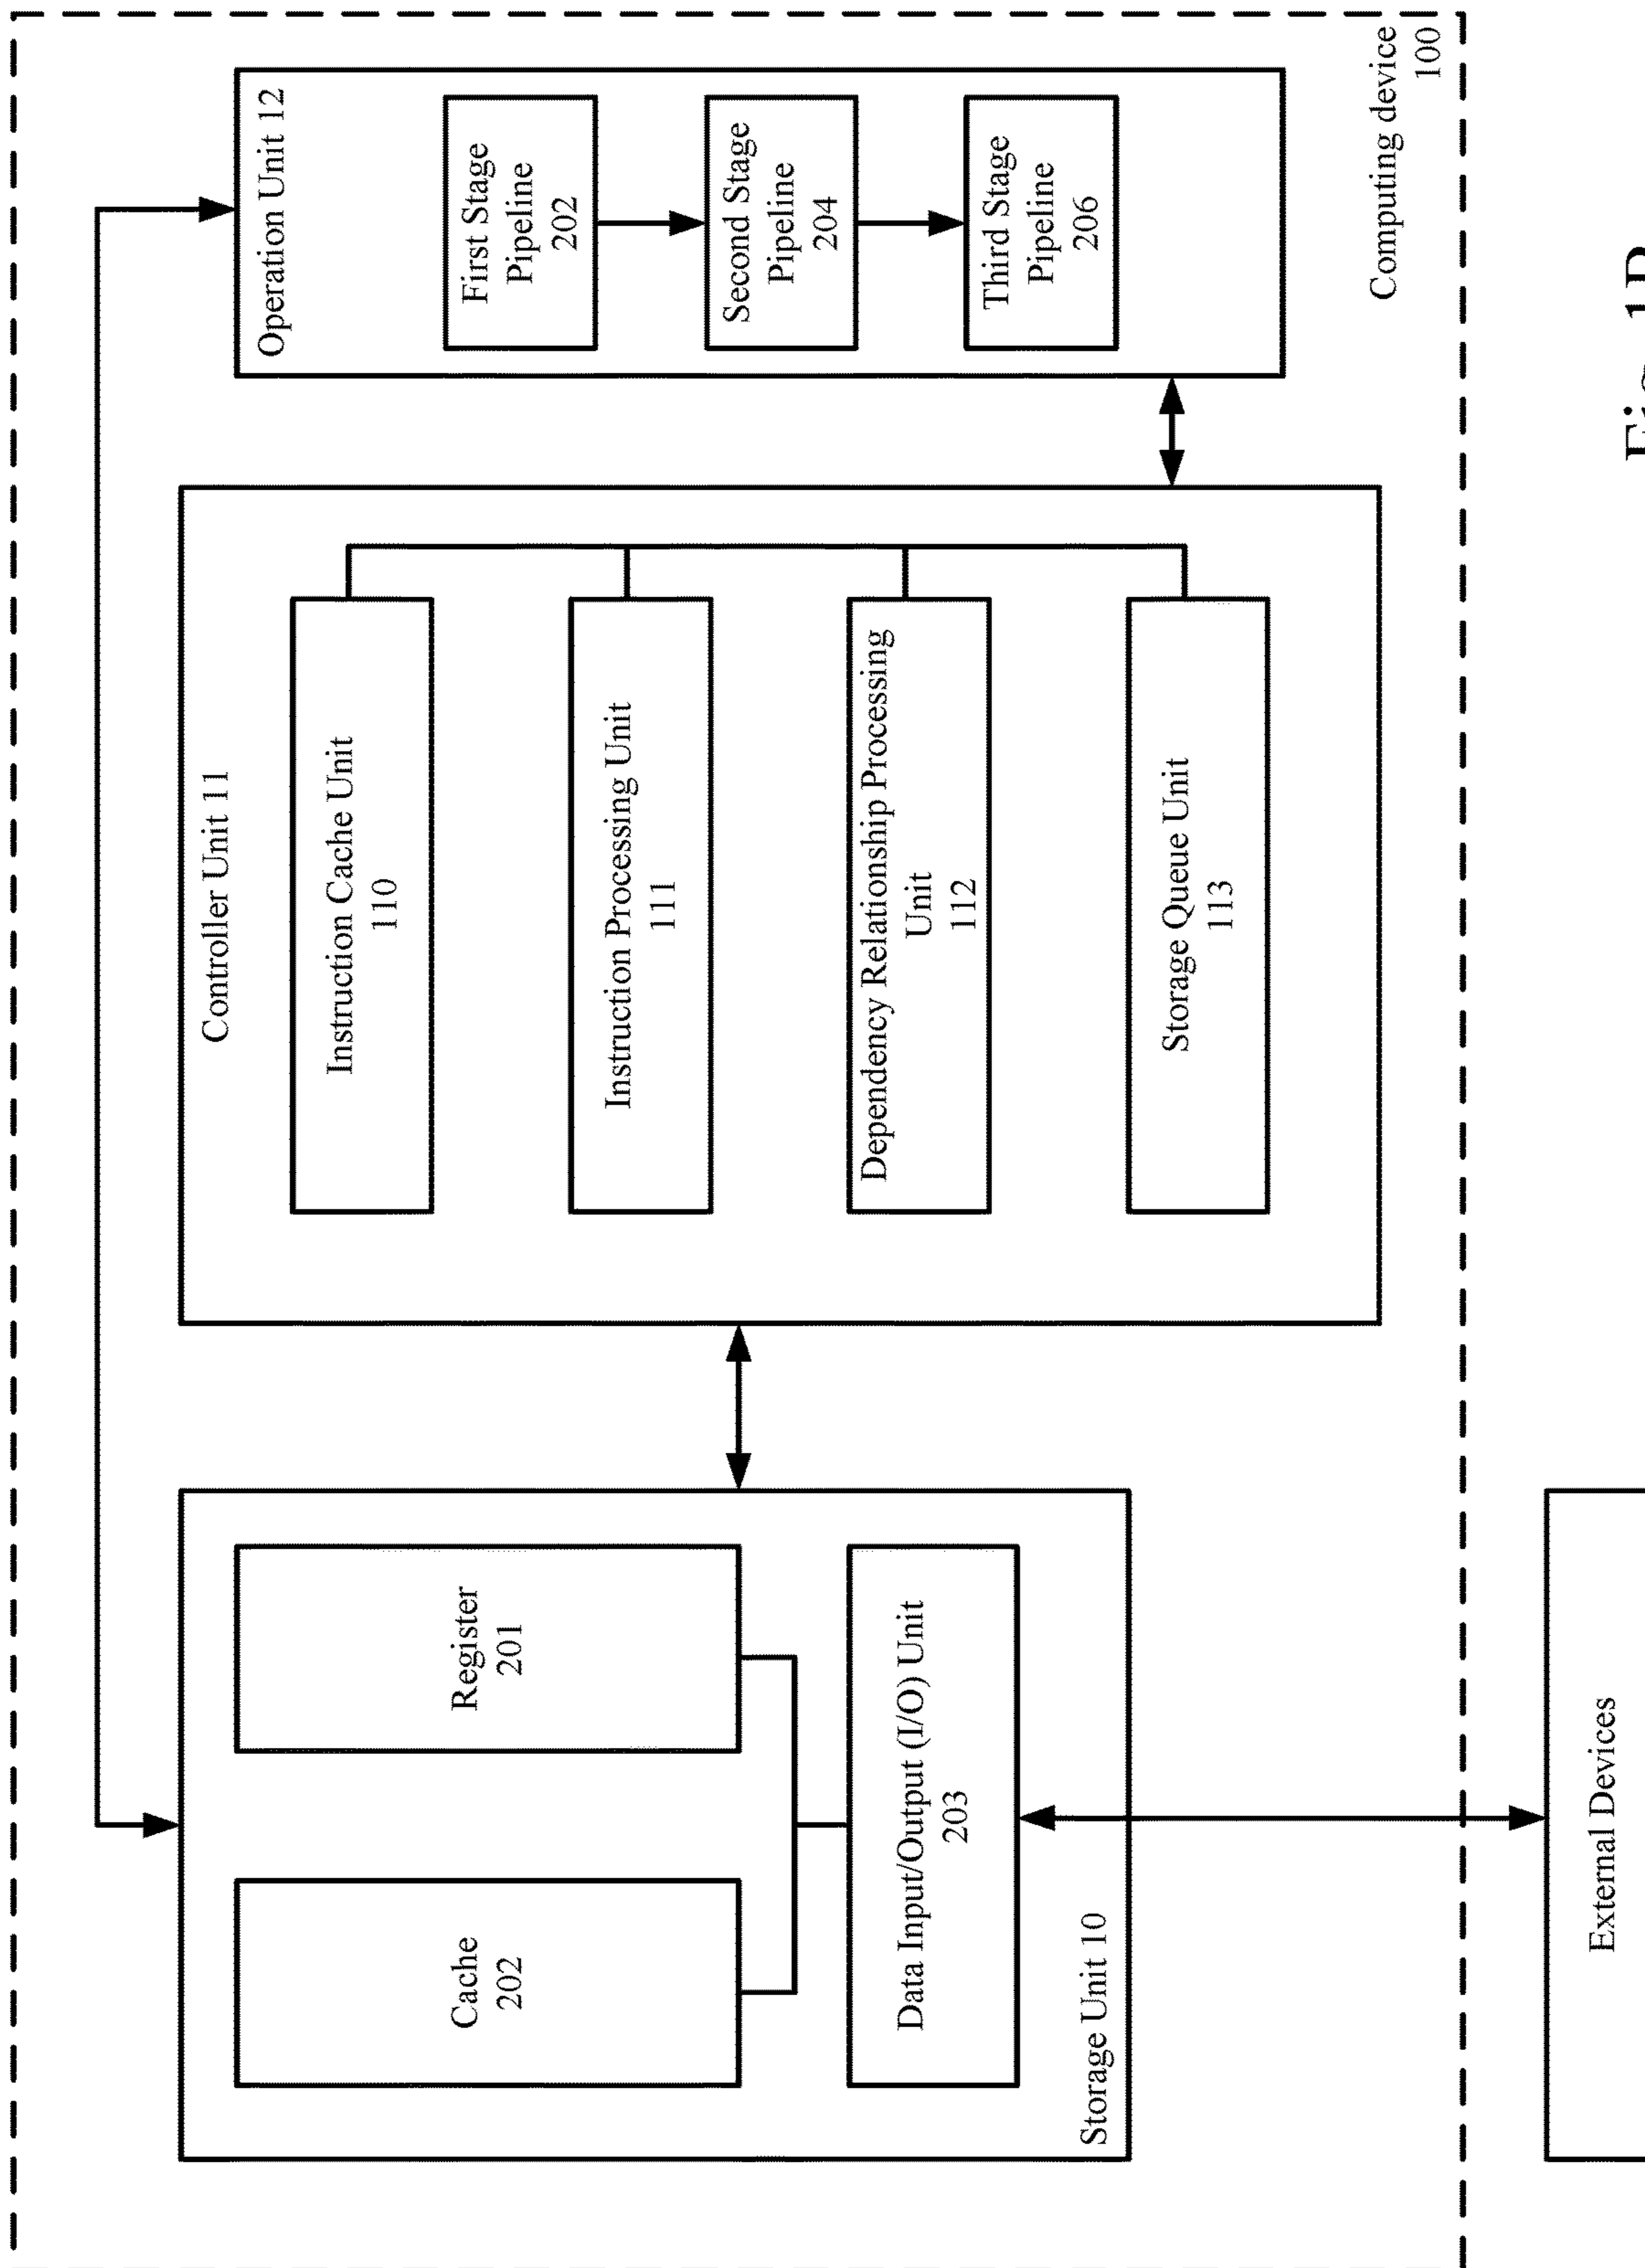 Storage Unit 10
Cache
202
Register
201
Data Input/Output (I/O) Unit
203
Controller Unit 11
Instruction Cache Unit
110
Instruction Processing Unit
111
Dependency Relationship Processing
Unit
112
Storage Queue Unit
113
Operation Unit 12
First Stage
Pipeline
202
Second Stage
Pipeline
204
Third Stage
Pipeline
206
Computing device
100
External Devices